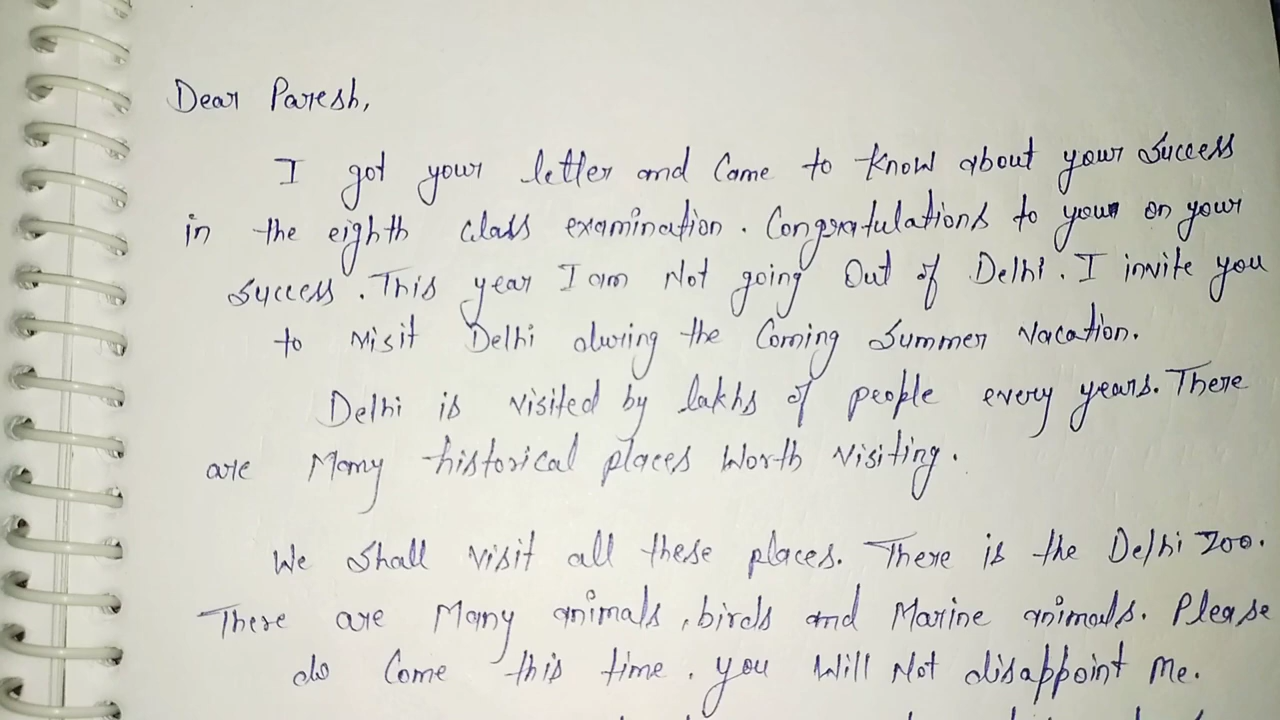 Dear Paresh,
I got your letter and Came to Know about your Success
in the eighth class examination. Congratulations to your on your
Success. This year I am Not going Out of Delhi. I invite you
to visit Delhi during the Coming Summer Vacation.
Delhi is visited by lakhs of people every years. There
are Many historical places Worth Visiting.
We Shall Visit all these places. There is the Delhi Zoo.
There are Many animals, birds and Marine animals. Please
do Come this time. you Will Not disappoint Me.